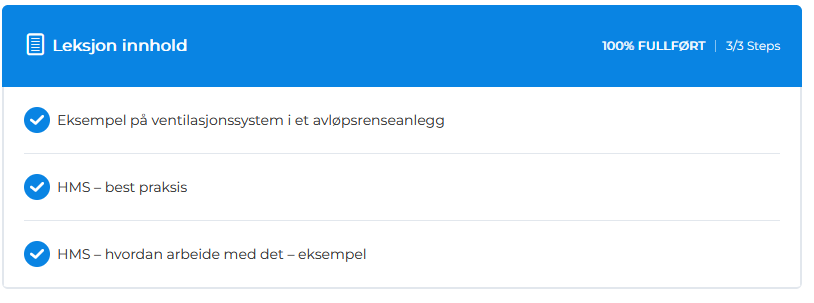 Leksjon innhold
100% FULLFØRT | 3/3 Steps
Eksempel på ventilasjonssystem i et avløpsrenseanlegg
HMS – best praksis
HMS – hvordan arbeide med det – eksempel